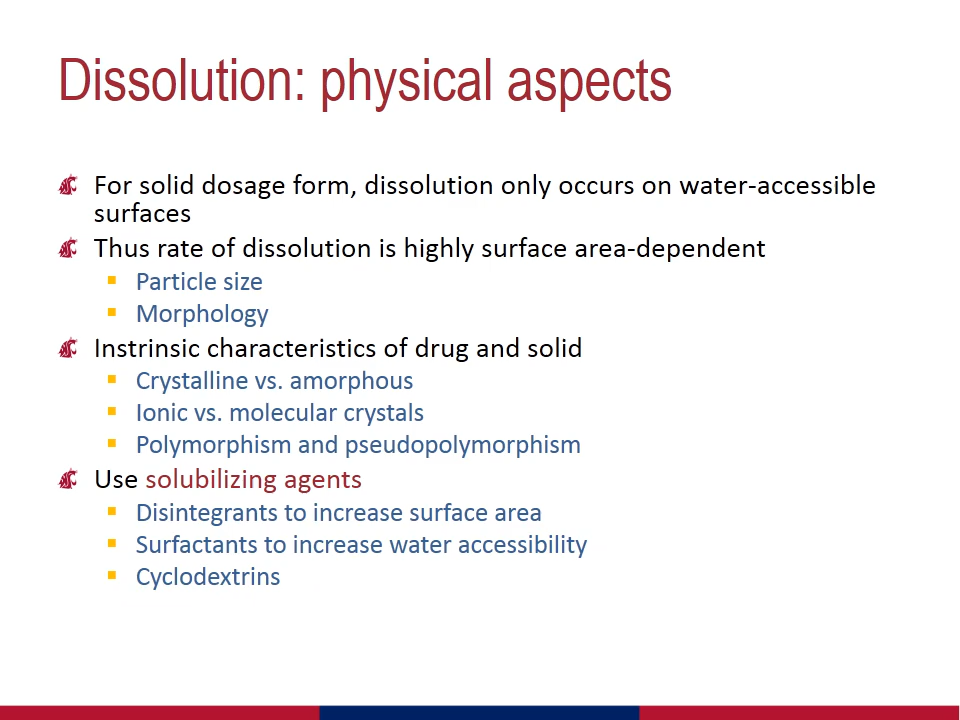 Dissolution: physical aspects
For solid dosage form, dissolution only occurs on water-accessible
surfaces
Thus rate of dissolution is highly surface area-dependent
Particle size
Morphology
Instrinsic characteristics of drug and solid
Crystalline vs. amorphous
Ionic vs. molecular crystals
Polymorphism and pseudopolymorphism
Use solubilizing agents
Disintegrants to increase surface area
Surfactants to increase water accessibility
Cyclodextrins